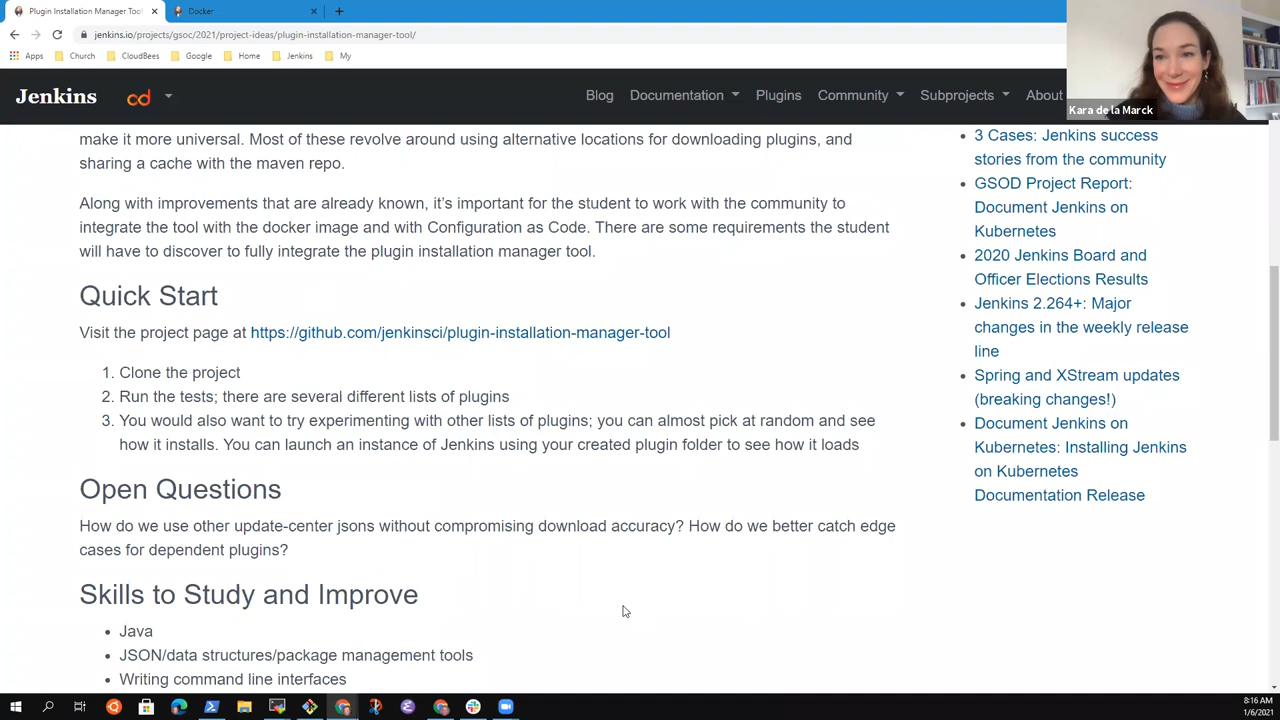 Plugin Installation Manager Too
Docker
jenkins.io/projects/gsoc/2021/project-ideas/plugin-installation-manager-tool/
Apps
Church
CloudBees
Google
Home
Jenkins
My
Jenkins
cd
Blog
Documentation
Plugins
Community
Subprojects
About
Kara de la Marck
make it more universal. Most of these revolve around using alternative locations for downloading plugins, and
sharing a cache with the maven repo.
Along with improvements that are already known, it's important for the student to work with the community to
integrate the tool with the docker image and with Configuration as Code. There are some requirements the student
will have to discover to fully integrate the plugin installation manager tool.
Quick Start
Visit the project page at https://github.com/jenkinsci/plugin-installation-manager-tool
1. Clone the project
2. Run the tests; there are several different lists of plugins
3. You would also want to try experimenting with other lists of plugins; you can almost pick at random and see
how it installs. You can launch an instance of Jenkins using your created plugin folder to see how it loads
Open Questions
How do we use other update-center jsons without compromising download accuracy? How do we better catch edge
cases for dependent plugins?
Skills to Study and Improve
Java
JSON/data structures/package management tools
Writing command line interfaces
3 Cases: Jenkins success
stories from the community
GSOD Project Report:
Document Jenkins on
Kubernetes
2020 Jenkins Board and
Officer Elections Results
Jenkins 2.264+: Major
changes in the weekly release
line
Spring and XStream updates
(breaking changes!)
Document Jenkins on
Kubernetes: Installing Jenkins
on Kubernetes
Documentation Release
8:16 AM
1/6/2021